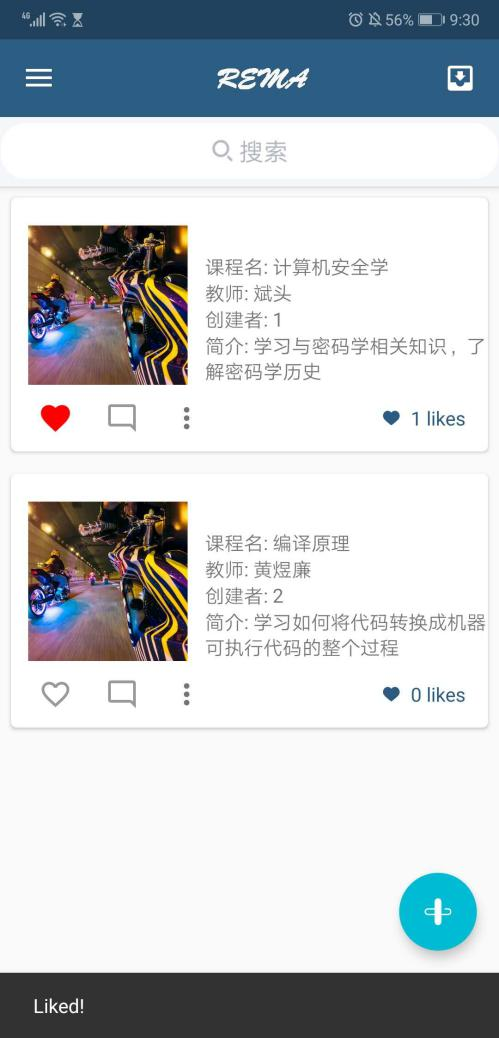 4G 56% 9:30
REMA
搜索
课程名: 计算机安全学
教师: 斌头
创建者: 1
简介: 学习与密码学相关知识，了
解密码学历史
1 likes
课程名: 编译原理
教师: 黄煜廉
创建者: 2
简介: 学习如何将代码转换成机器
可执行代码的整个过程
0 likes
Liked!